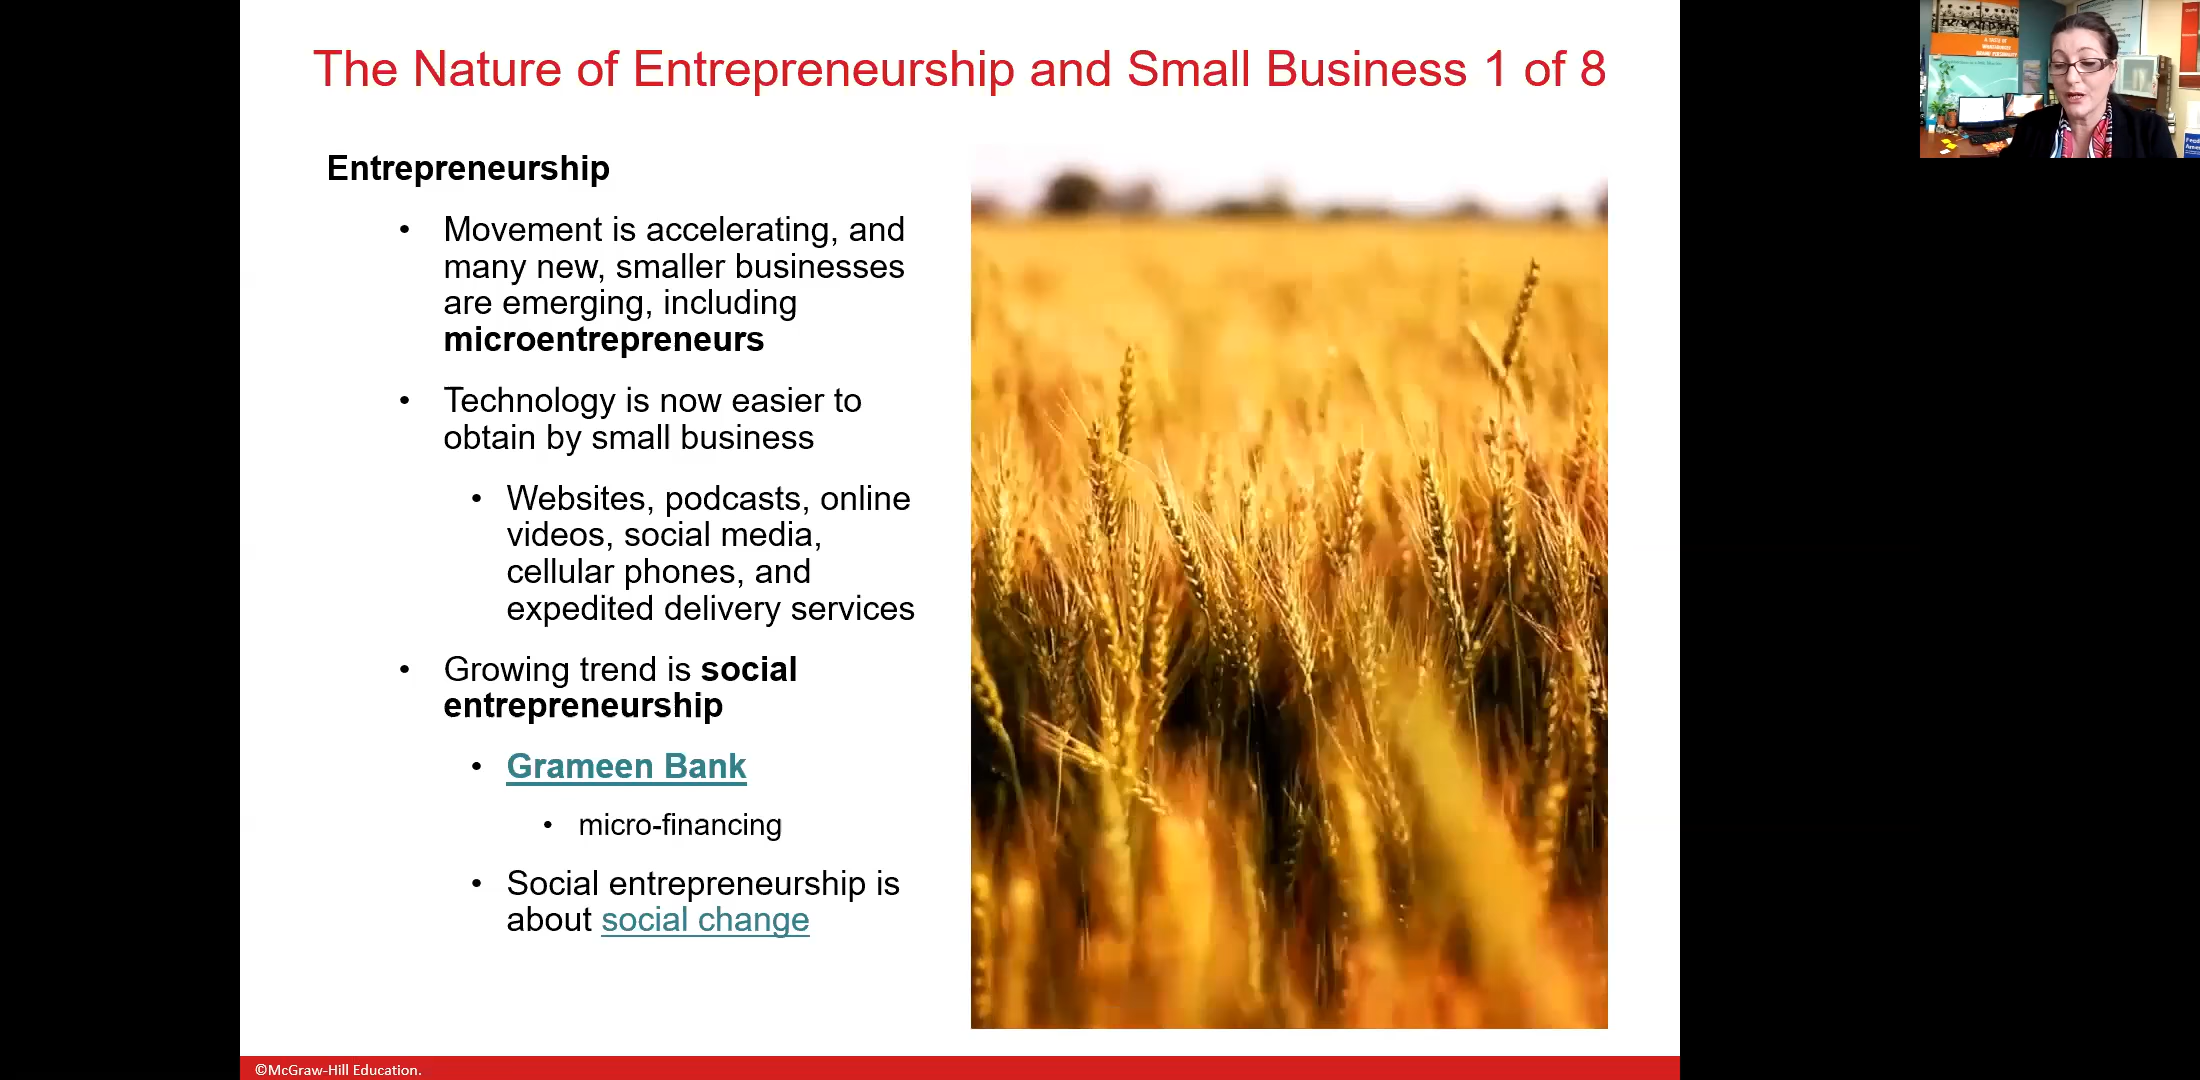 The Nature of Entrepreneurship and Small Business 1 of 8
Entrepreneurship
• Movement is accelerating, and
many new, smaller businesses
are emerging, including
microentrepreneurs
• Technology is now easier to
obtain by small business
• Websites, podcasts, online
videos, social media,
cellular phones, and
expedited delivery services
• Growing trend is social
entrepreneurship
• Grameen Bank
• micro-financing
• Social entrepreneurship is
about social change
©McGraw-Hill Education.
A TASTE OF